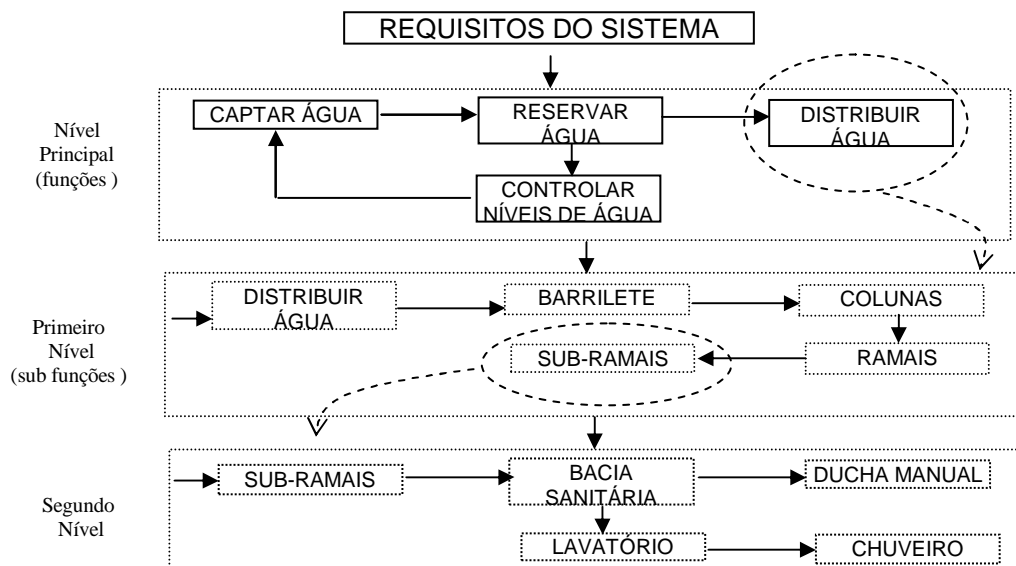 REQUISITOS DO SISTEMA
Nível
Principal
(funções )
CAPTAR ÁGUA
RESERVAR
ÁGUA
DISTRIBUIR
ÁGUA
CONTROLAR
NÍVEIS DE ÁGUA
Primeiro
Nível
(sub funções )
DISTRIBUIR
ÁGUA
BARRILETE
COLUNAS
SUB-RAMAIS
RAMAIS
Segundo
Nível
SUB-RAMAIS
BACIA
SANITÁRIA
DUCHA MANUAL
LAVATÓRIO
CHUVEIRO